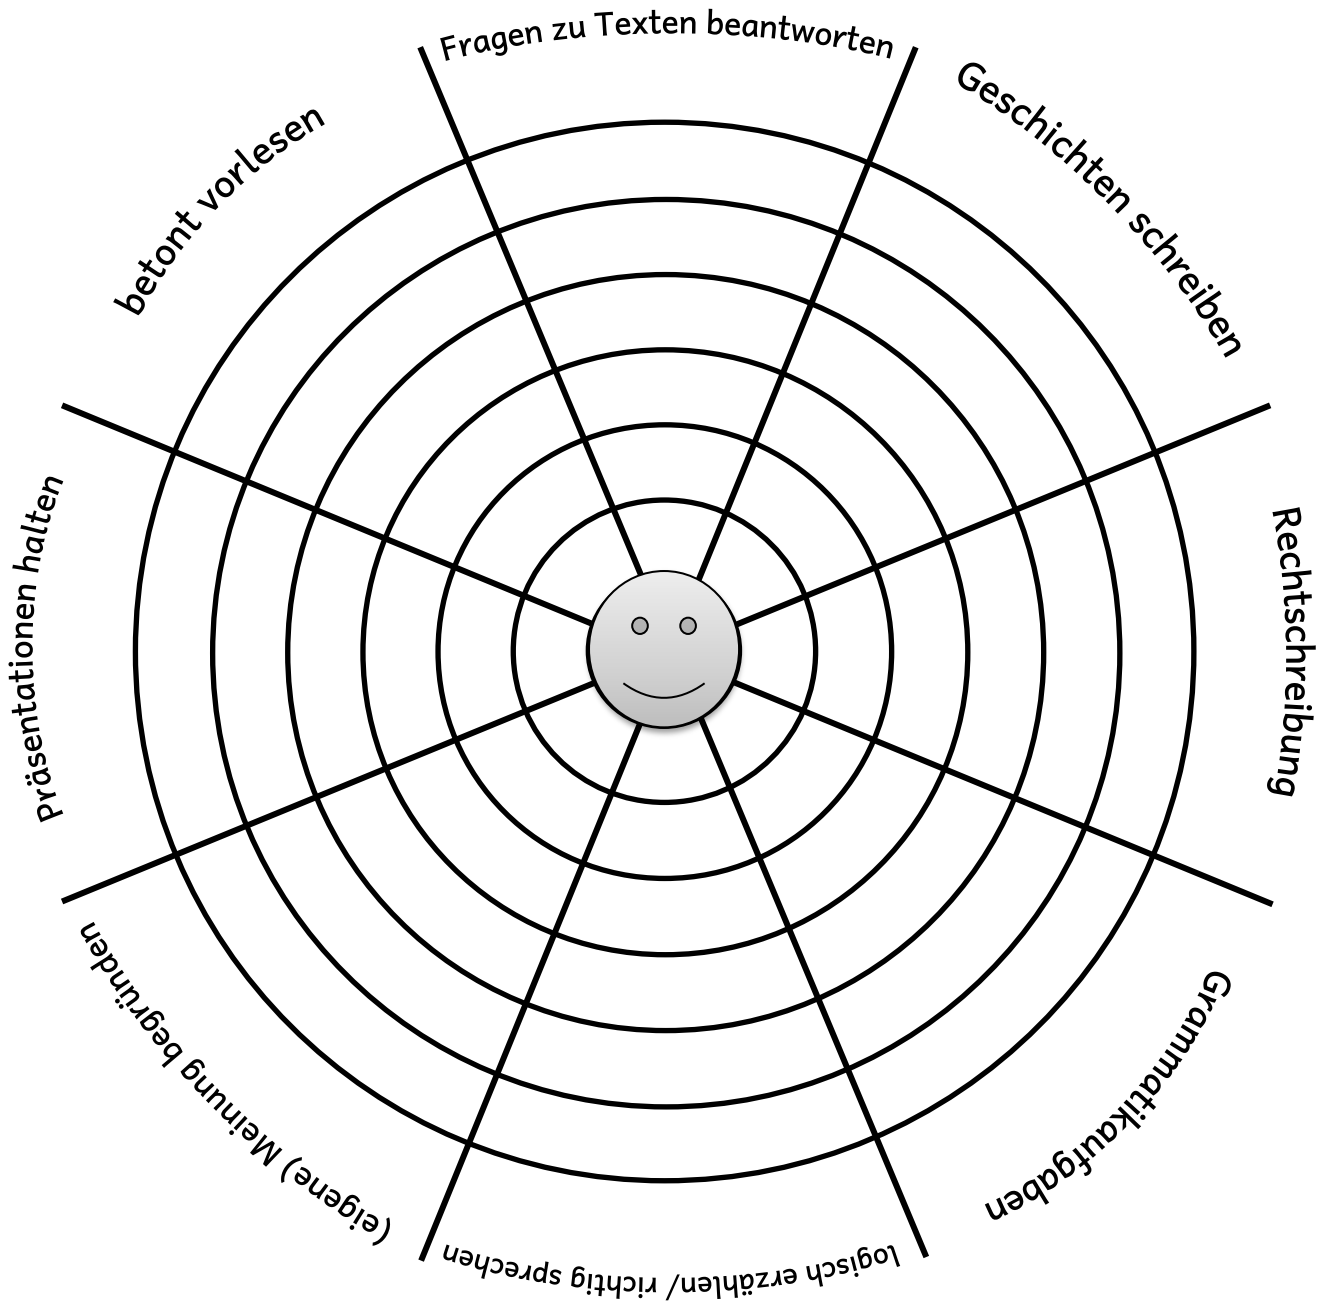 Fragen zu Texten beantworten
Geschichten schreiben
Rechtschreibung
Grammatikaufgaben
logisch erzählen/ richtig sprechen
(eigene) Meinung begründen
Präsentationen halten
betont vorlesen